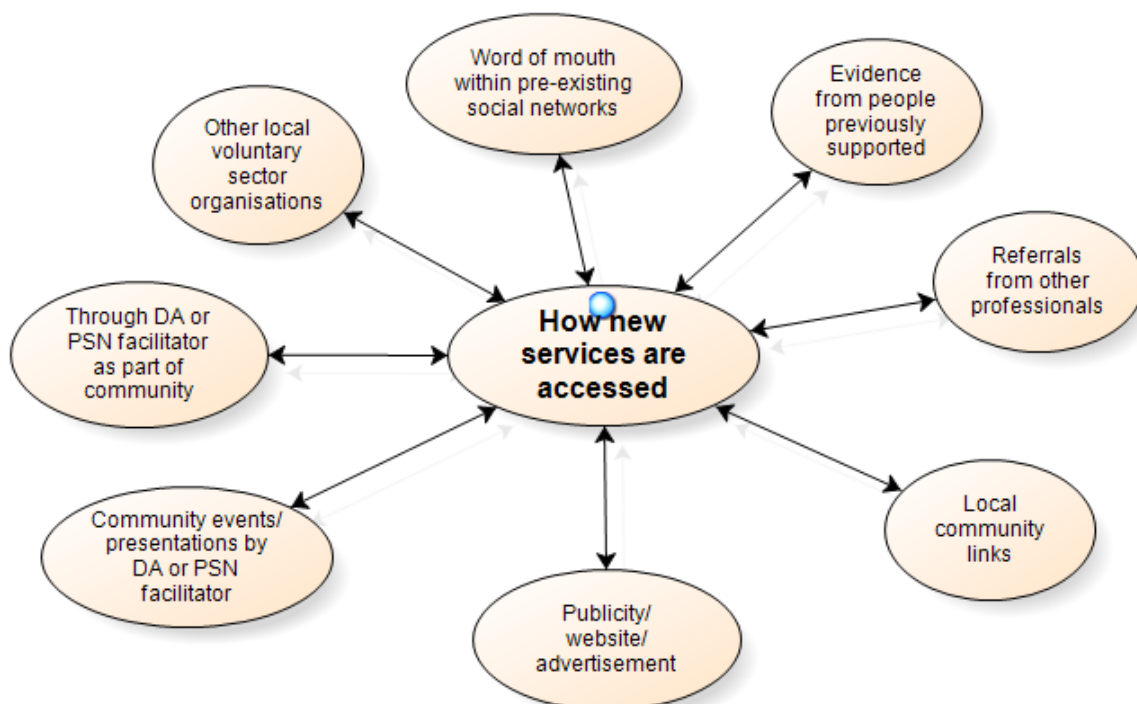 Word of mouth
within pre-existing
social networks
Evidence
from people
previously
supported
Other local
voluntary
sector
organisations
Referrals
from other
professionals
Through DA or
PSN facilitator
as part of
community
How new
services are
accessed
Community events/
presentations by
DA or PSN
facilitator
Local
community
links
Publicity/
website/
advertisement